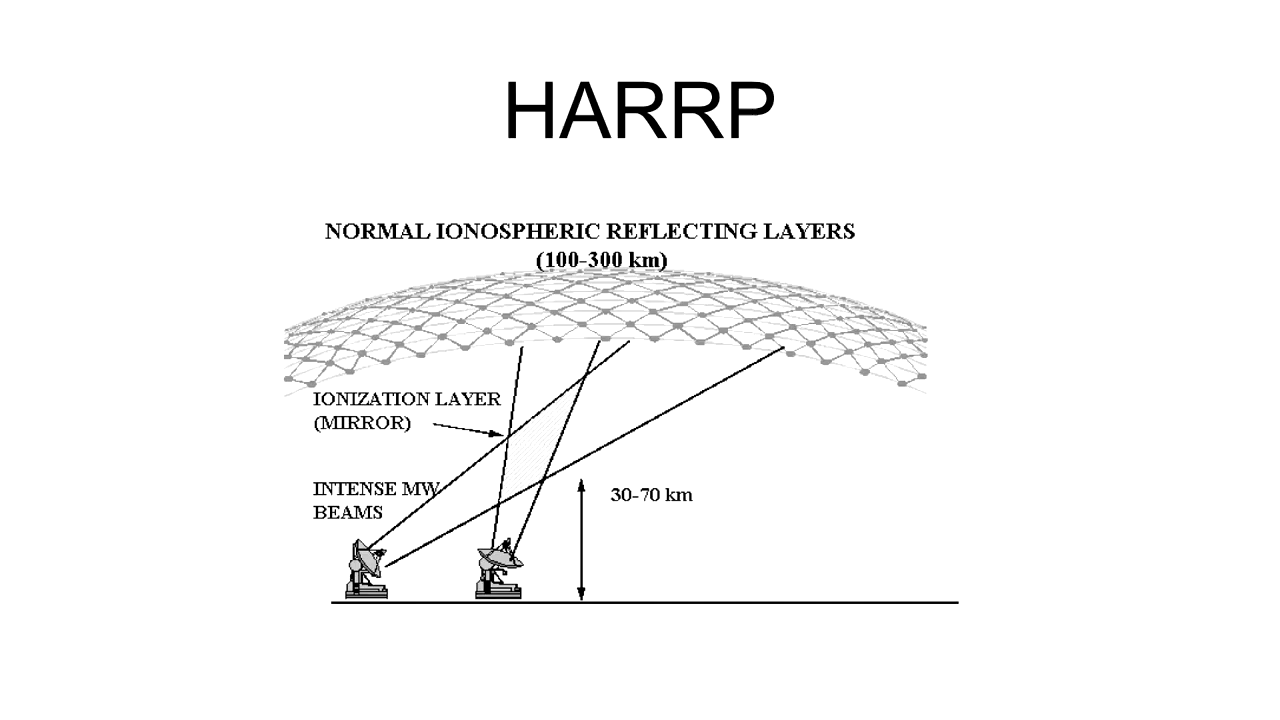 HARRP
NORMAL IONOSPHERIC REFLECTING LAYERS
(100-300 km)
IONIZATION LAYER
(MIRROR)
INTENSE MW
BEAMS
30-70 km